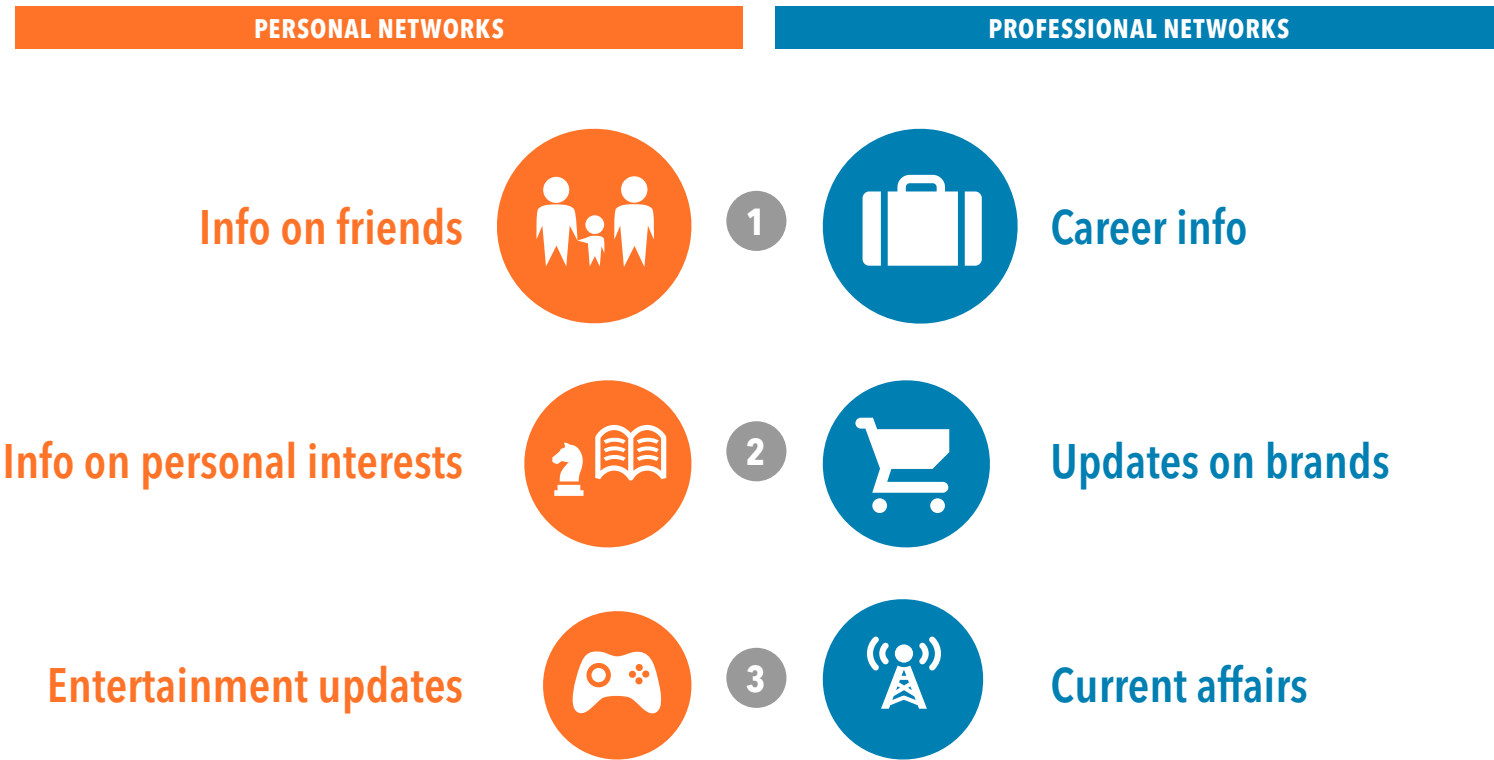 PERSONAL NETWORKS
PROFESSIONAL NETWORKS
Info on friends
1
Career info
Info on personal interests
2
Updates on brands
Entertainment updates
3
Current affairs